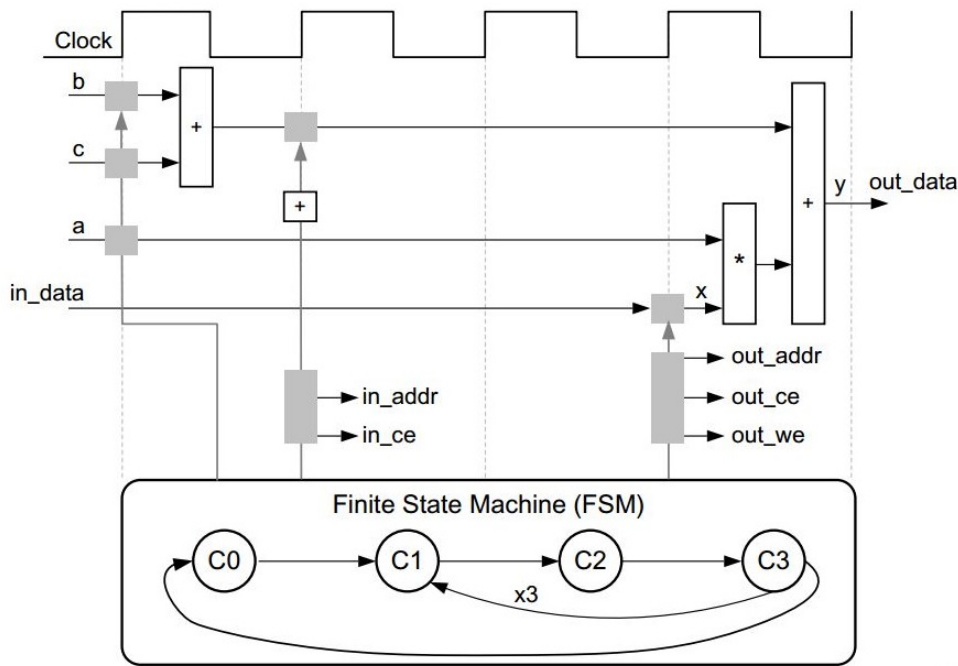 Clock
b
+
c
+
a
in_data
x
*
+
y
out_data
in_addr
in_ce
out_addr
out_ce
out_we
Finite State Machine (FSM)
C0
C1
C2
C3
x3